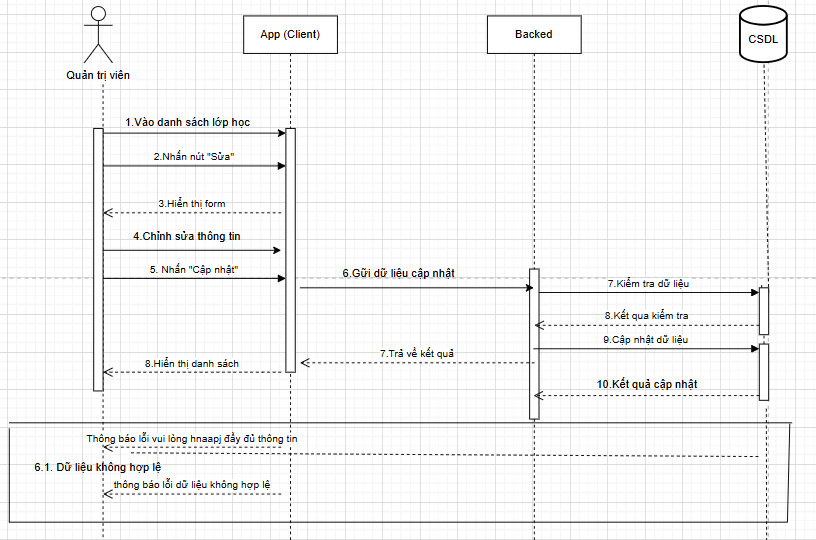 App (Client)
Backed
CSDL
Quản trị viên
1.Vào danh sách lớp học
2.Nhấn nút "Sửa"
3.Hiển thị form
4.Chỉnh sửa thông tin
5. Nhấn "Cập nhật"
6.Gửi dữ liệu cập nhật
7.Kiểm tra dữ liệu
8.Kết qua kiểm tra
9.Cập nhật dữ liệu
7.Trả về kết quả
8.Hiển thị danh sách
10.Kết quả cập nhật
Thông báo lỗi vui lòng hnaapj đầy đủ thông tin
6.1. Dữ liệu không hợp lệ
thông báo lỗi dữ liệu không hợp lệ